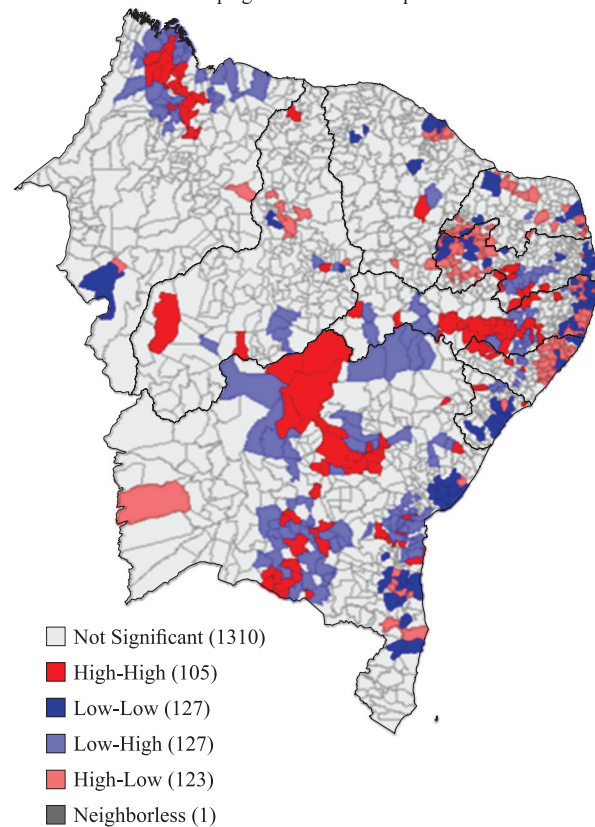 Not Significant (1310)
High-High (105)
Low-Low (127)
Low-High (127)
High-Low (123)
Neighborless (1)